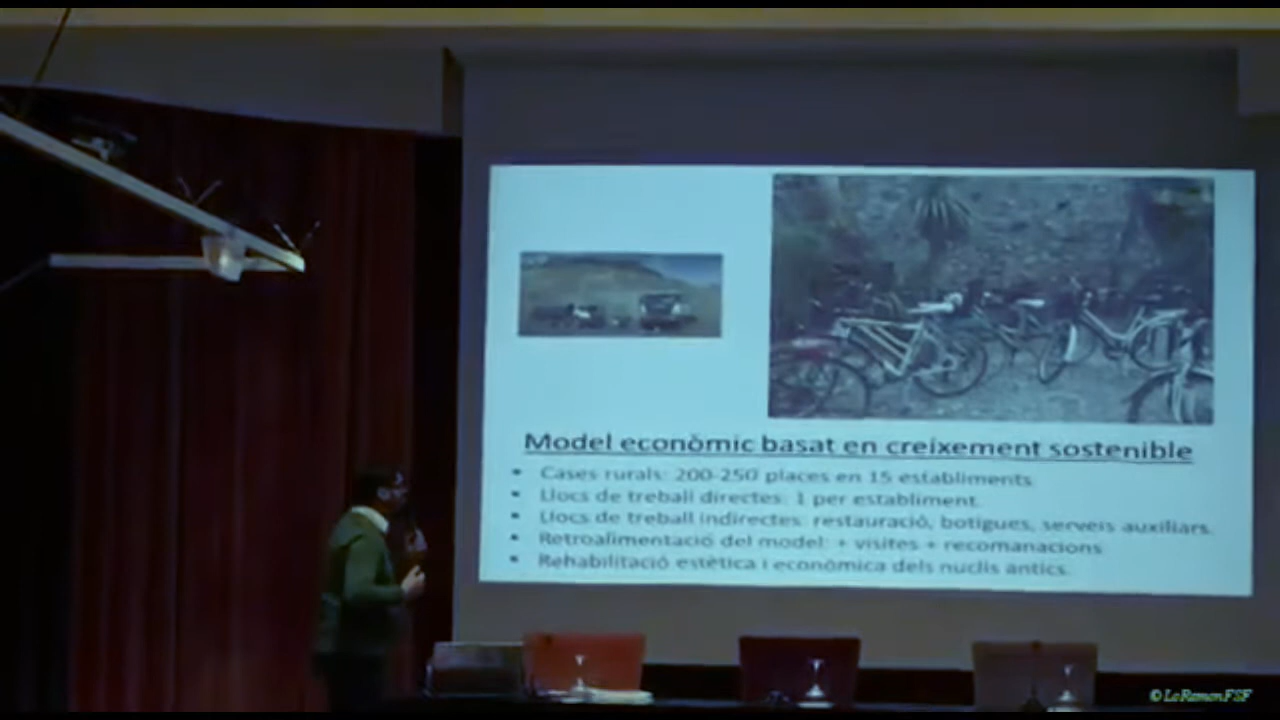 Model econòmic basat en creixement sostenible
• Cases rurals: 200-250 places en 15 establiments.
• Llocs de treball directes: 1 per establiment.
• Llocs de treball indirectes: restauració, botigues, serveis auxiliars.
• Retroalimentació del model: + visites + recomanacions
• Rehabilitació estètica i econòmica dels nuclis antics.
© LaRamonFSF